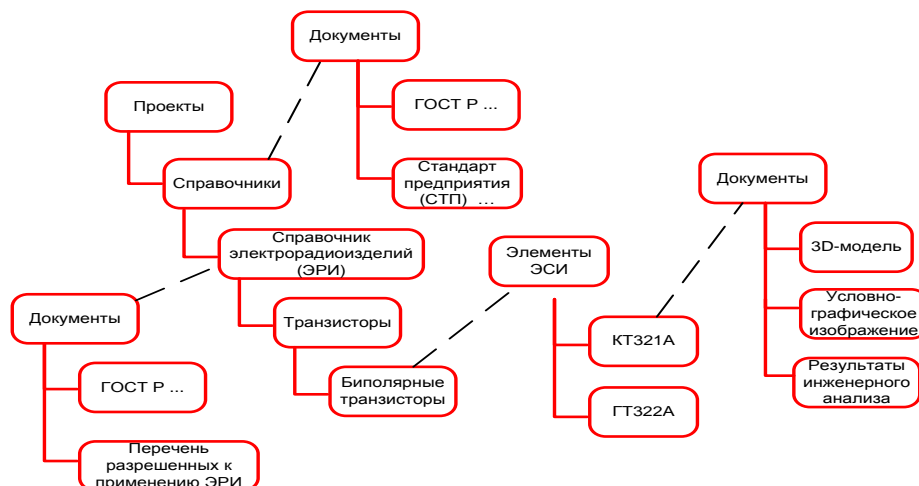 Документы
Проекты
ГОСТ Р ...
Справочники
Стандарт
предприятия
(СТП) ...
Документы
Справочник
электрорадиоизделий
(ЭРИ)
Элементы
ЭСИ
3D-модель
Документы
Транзисторы
КТ321А
Условно-
графическое
изображение
ГОСТ Р ...
Биполярные
транзисторы
ГТ322А
Результаты
инженерного
анализа
Перечень
разрешенных к
применению ЭРИ